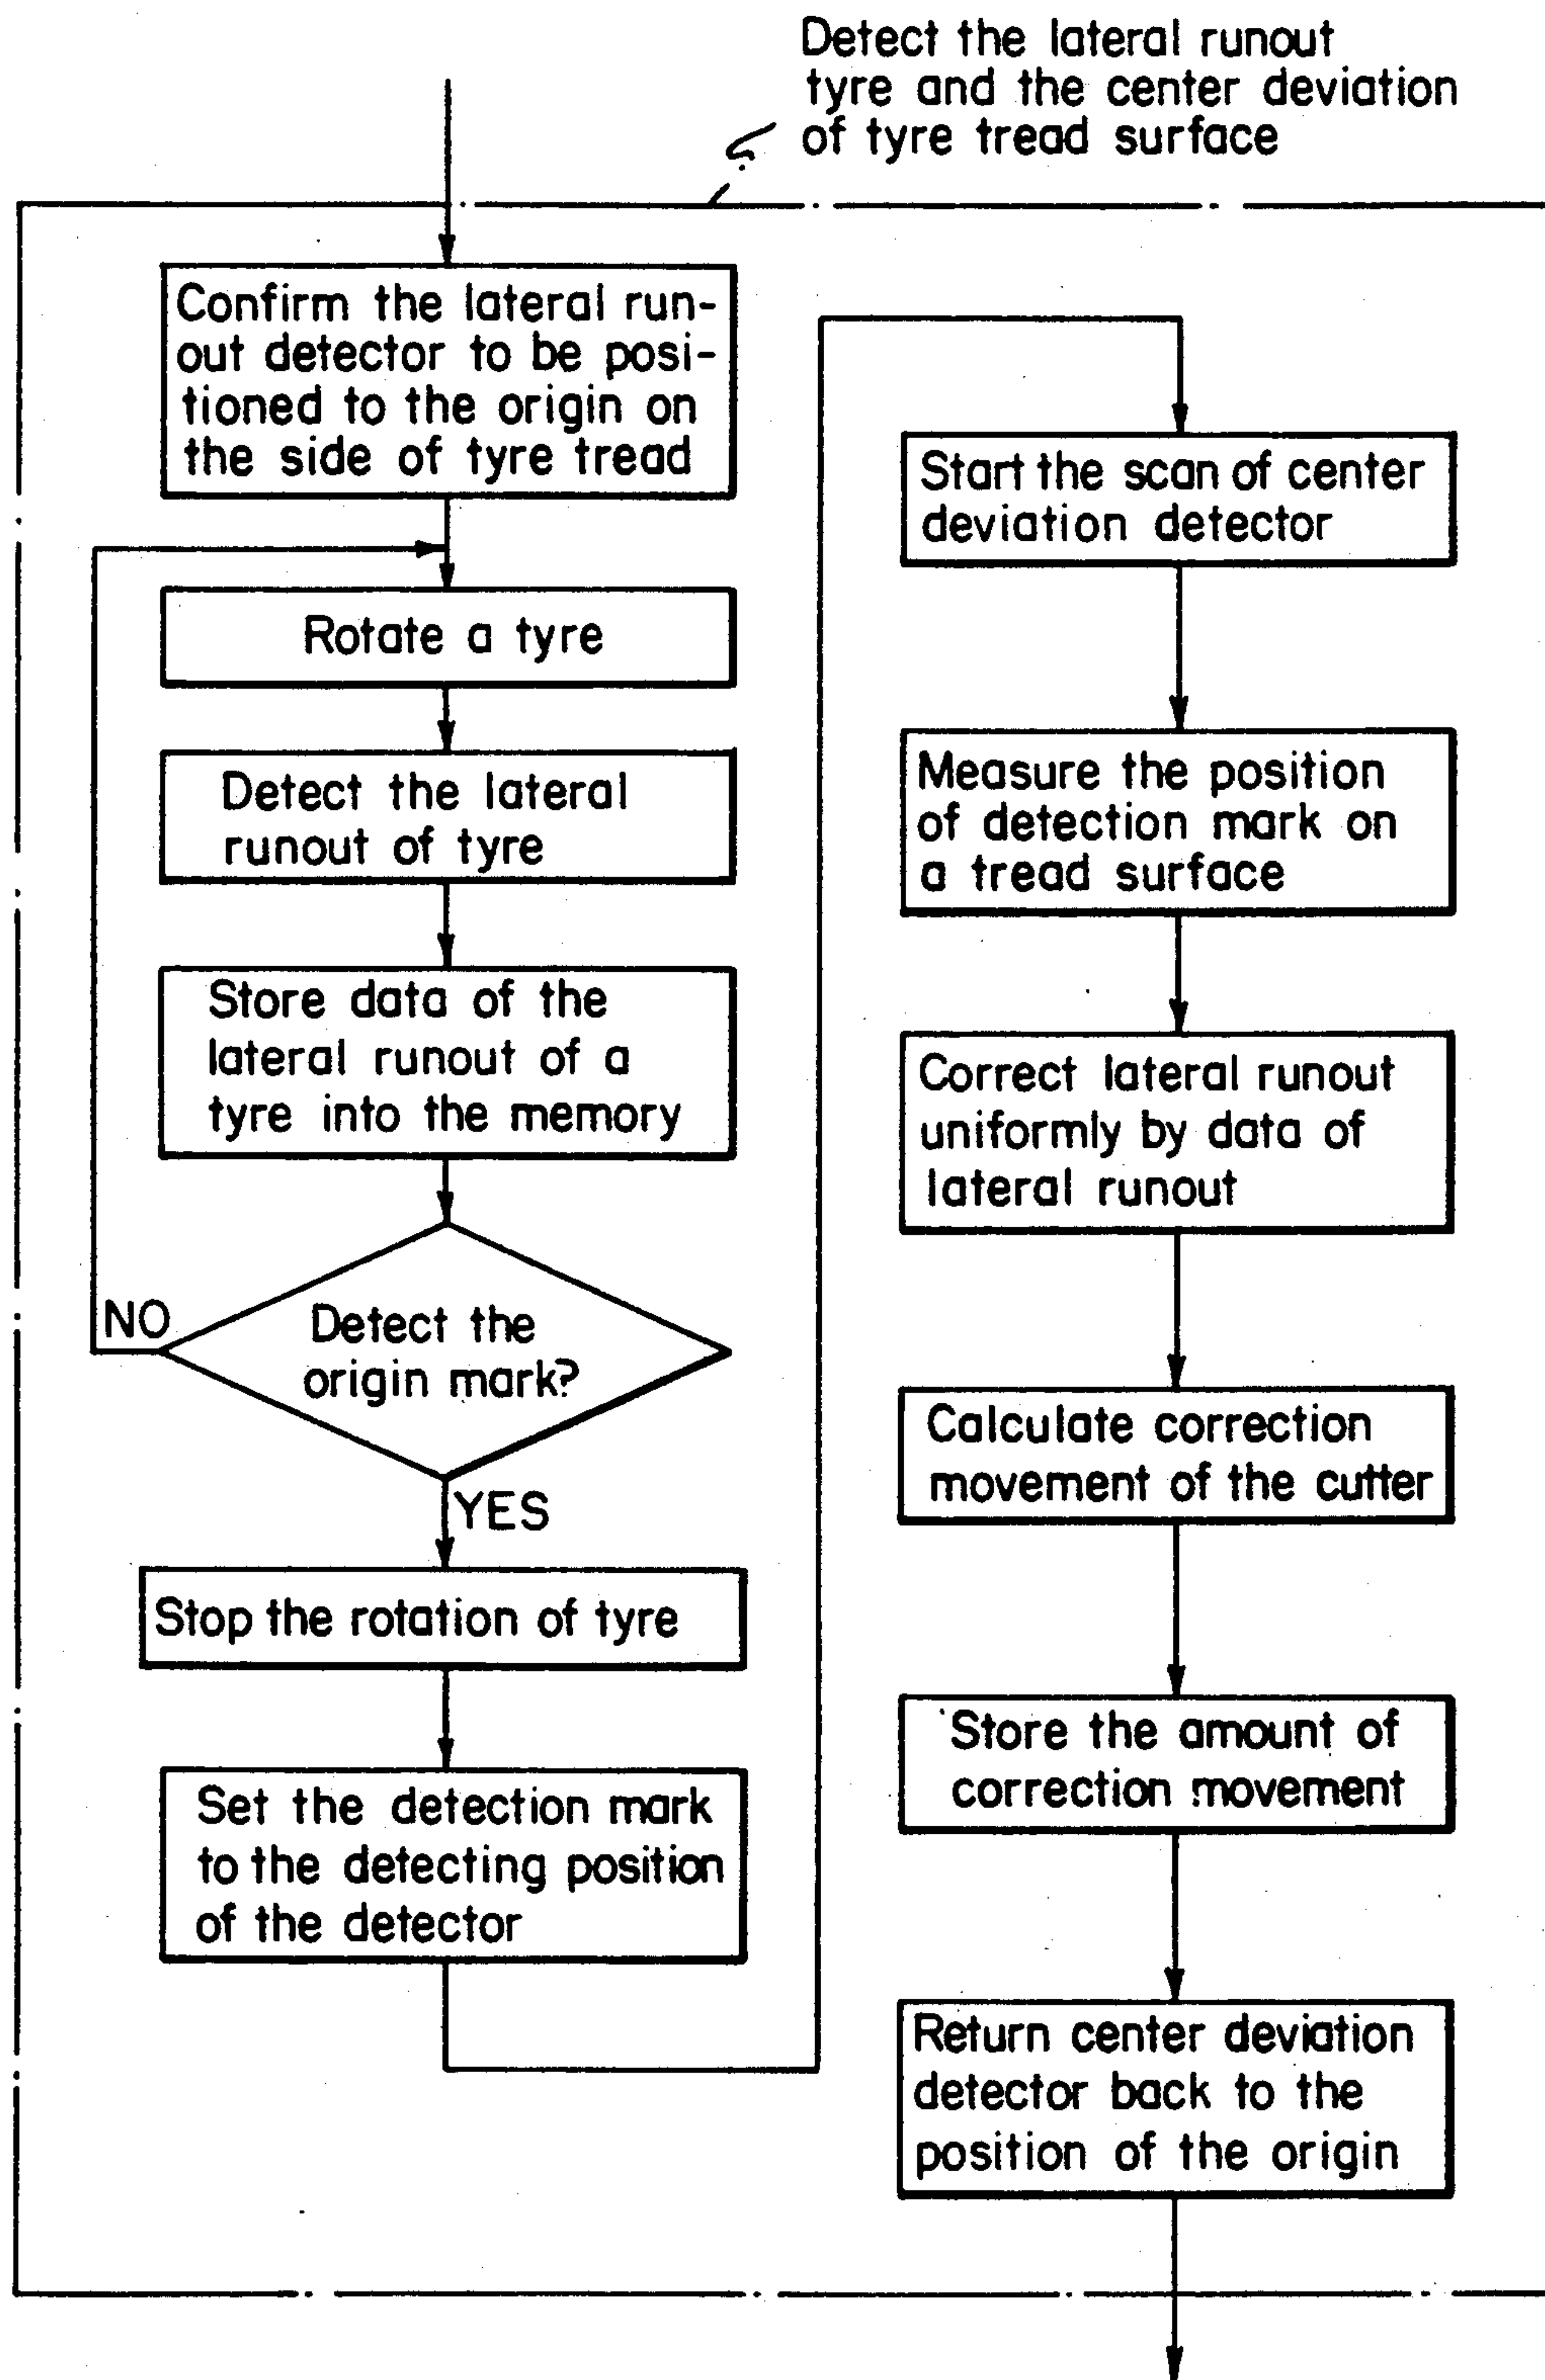 Detect the lateral runout
tyre and the center deviation
of tyre tread surface
Confirm the lateral run-
out detector to be posi-
tioned to the origin on
the side of tyre tread
Rotate a tyre
Detect the lateral
runout of tyre
Store data of the
lateral runout of a
tyre into the memory
Detect the
origin mark?
NO
YES
Stop the rotation of tyre
Set the detection mark
to the detecting position
of the detector
Start the scan of center
deviation detector
Measure the position
of detection mark on
a tread surface
Correct lateral runout
uniformly by data of
lateral runout
Calculate correction
movement of the cutter
Store the amount of
correction movement
Return center deviation
detector back to the
position of the origin